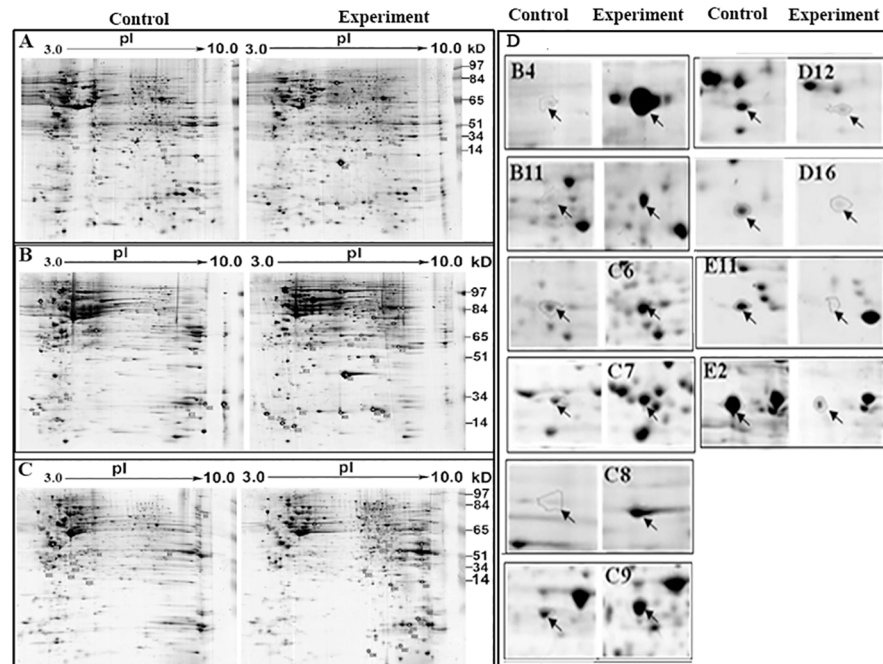 Control Experiment
A
pI pI
3.0 10.0 3.0 10.0 kD
97
84
65
51
34
14
B
pI pI
3.0 10.0 3.0 10.0 kD
97
84
65
51
34
14
C
pI pI
3.0 10.0 3.0 10.0 kD
97
84
65
51
34
14
Control Experiment Control Experiment
D
B4 D12
B11 D16
C6 E11
C7 E2
C8
C9